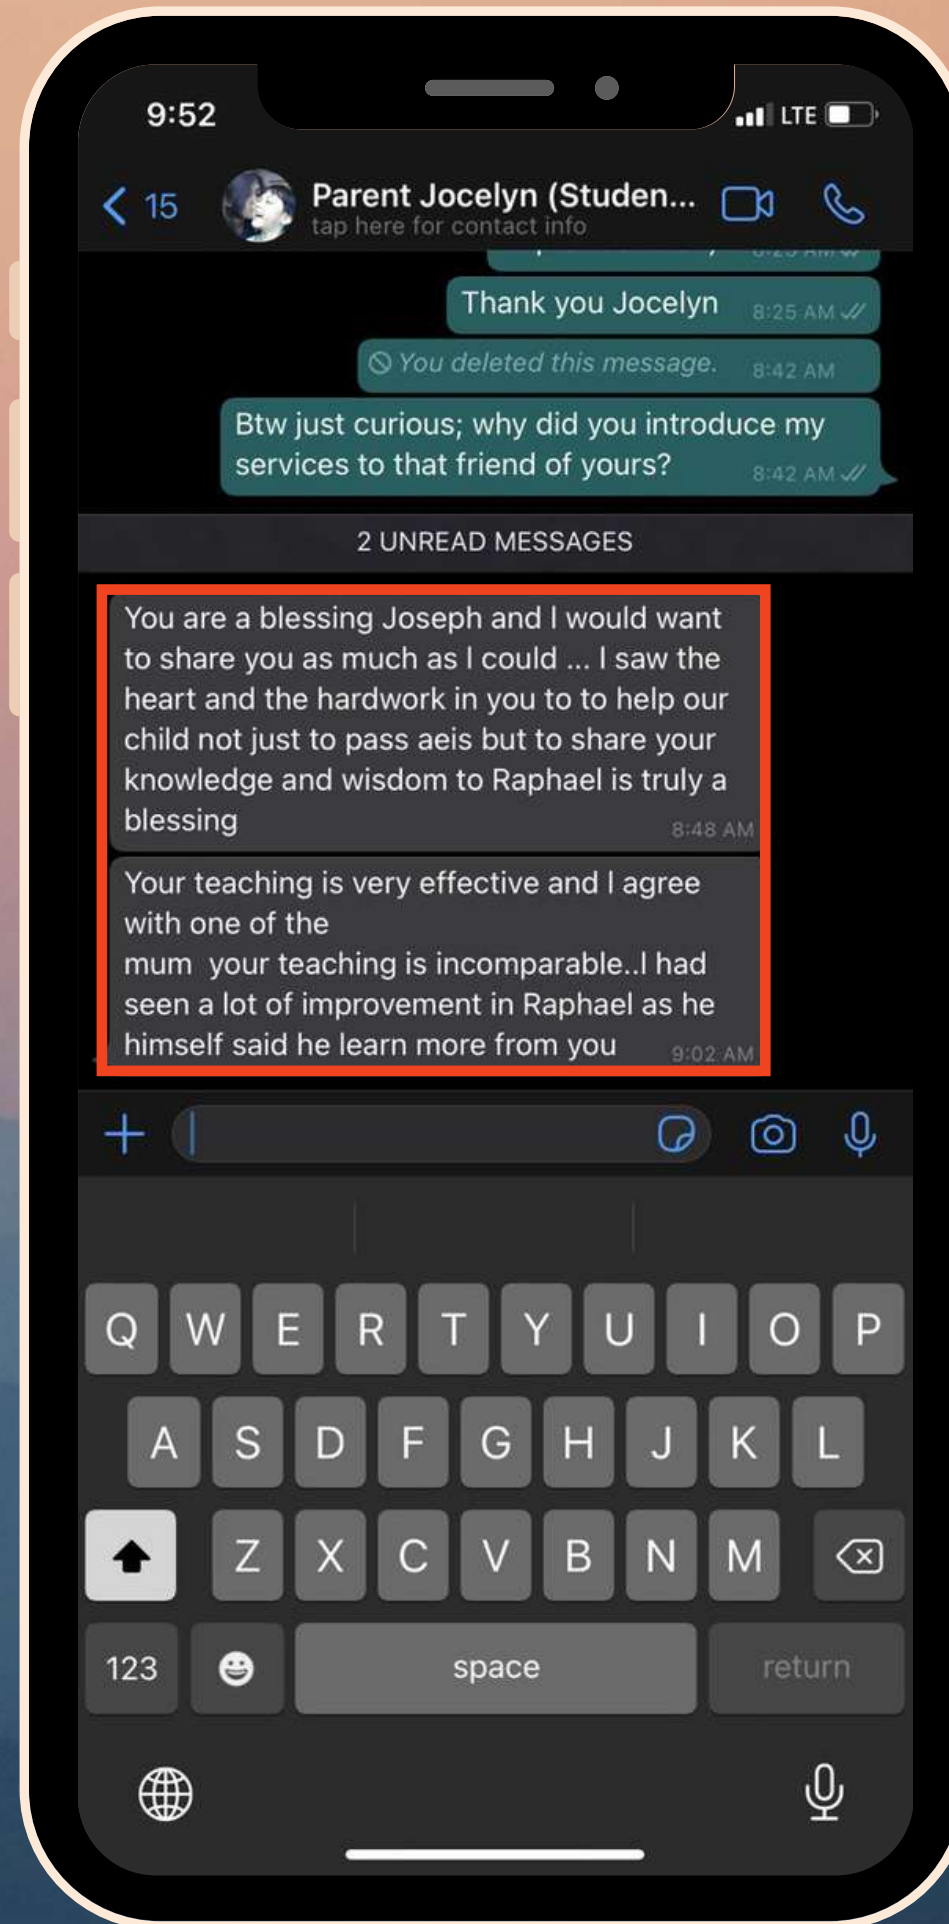 9:52
LTE
15
Parent Jocelyn (Studen...
tap here for contact info
Thank you Jocelyn 8:25 AM
You deleted this message. 8:42 AM
Btw just curious; why did you introduce my
services to that friend of yours? 8:42 AM
2 UNREAD MESSAGES
You are a blessing Joseph and I would want
to share you as much as I could ... I saw the
heart and the hardwork in you to to help our
child not just to pass aeis but to share your
knowledge and wisdom to Raphael is truly a
blessing 8:48 AM
Your teaching is very effective and I agree
with one of the
mum  your teaching is incomparable..I had
seen a lot of improvement in Raphael as he
himself said he learn more from you 9:02 AM
Q W E R T Y U I O P
A S D F G H J K L
Z X C V B N M
123 space return